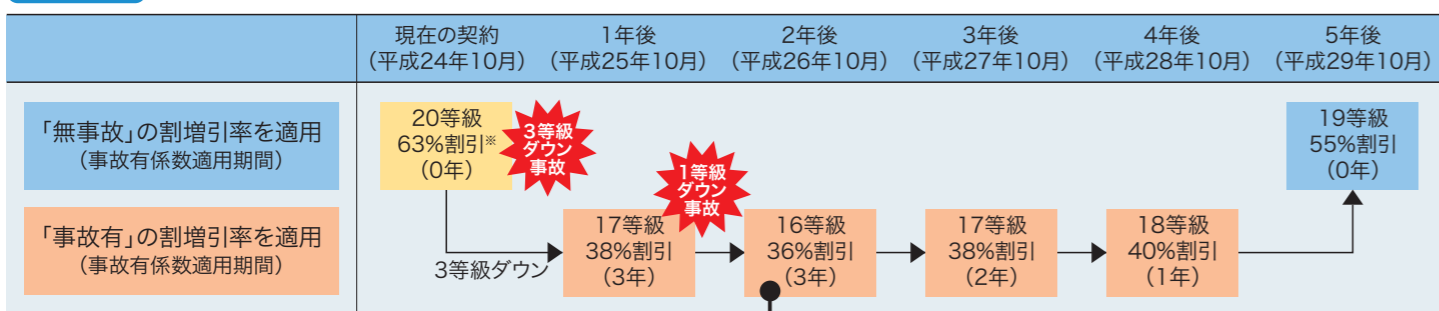 現在の契約
（平成24年10月）
1年後
（平成25年10月）
2年後
（平成26年10月）
3年後
（平成27年10月）
4年後
（平成28年10月）
5年後
（平成29年10月）
「無事故」の割増引率を適用
（事故有係数適用期間）
20等級
63%割引※
（0年）
3等級
ダウン
事故
19等級
55%割引
（0年）
「事故有」の割増引率を適用
（事故有係数適用期間）
3等級ダウン
17等級
38%割引
（3年）
1等級
ダウン
事故
16等級
36%割引
（3年）
17等級
38%割引
（2年）
18等級
40%割引
（1年）